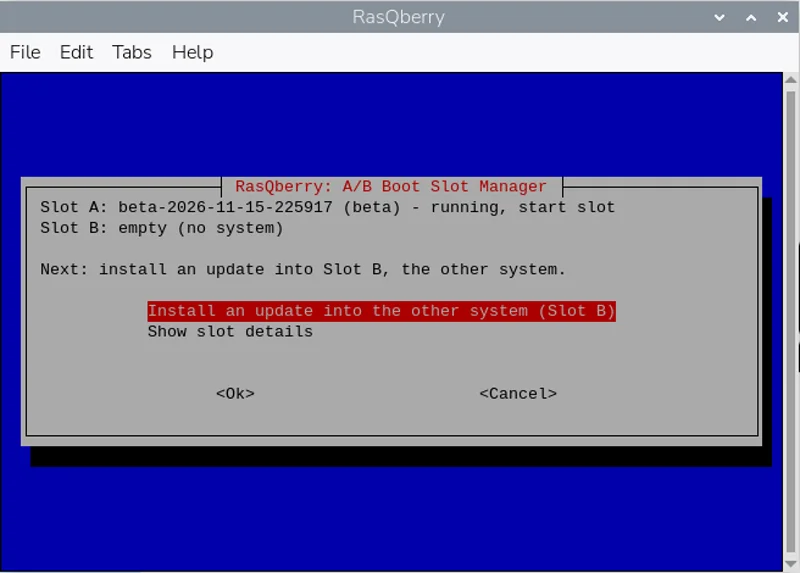 RasQberry
File Edit Tabs Help
RasQberry: A/B Boot Slot Manager
Slot A: beta-2026-11-15-225917 (beta) - running, start slot
Slot B: empty (no system)
Next: install an update into Slot B, the other system.
Install an update into the other system (Slot B)
Show slot details
<Ok> <Cancel>